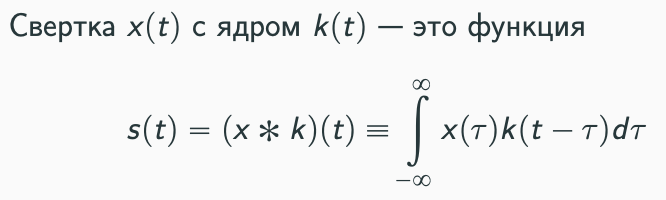 Свертка x(t) с ядром k(t) — это функция
s(t) = (x ∗ k)(t) ≡ ∫_{−∞}^{∞} x(τ)k(t − τ)dτ